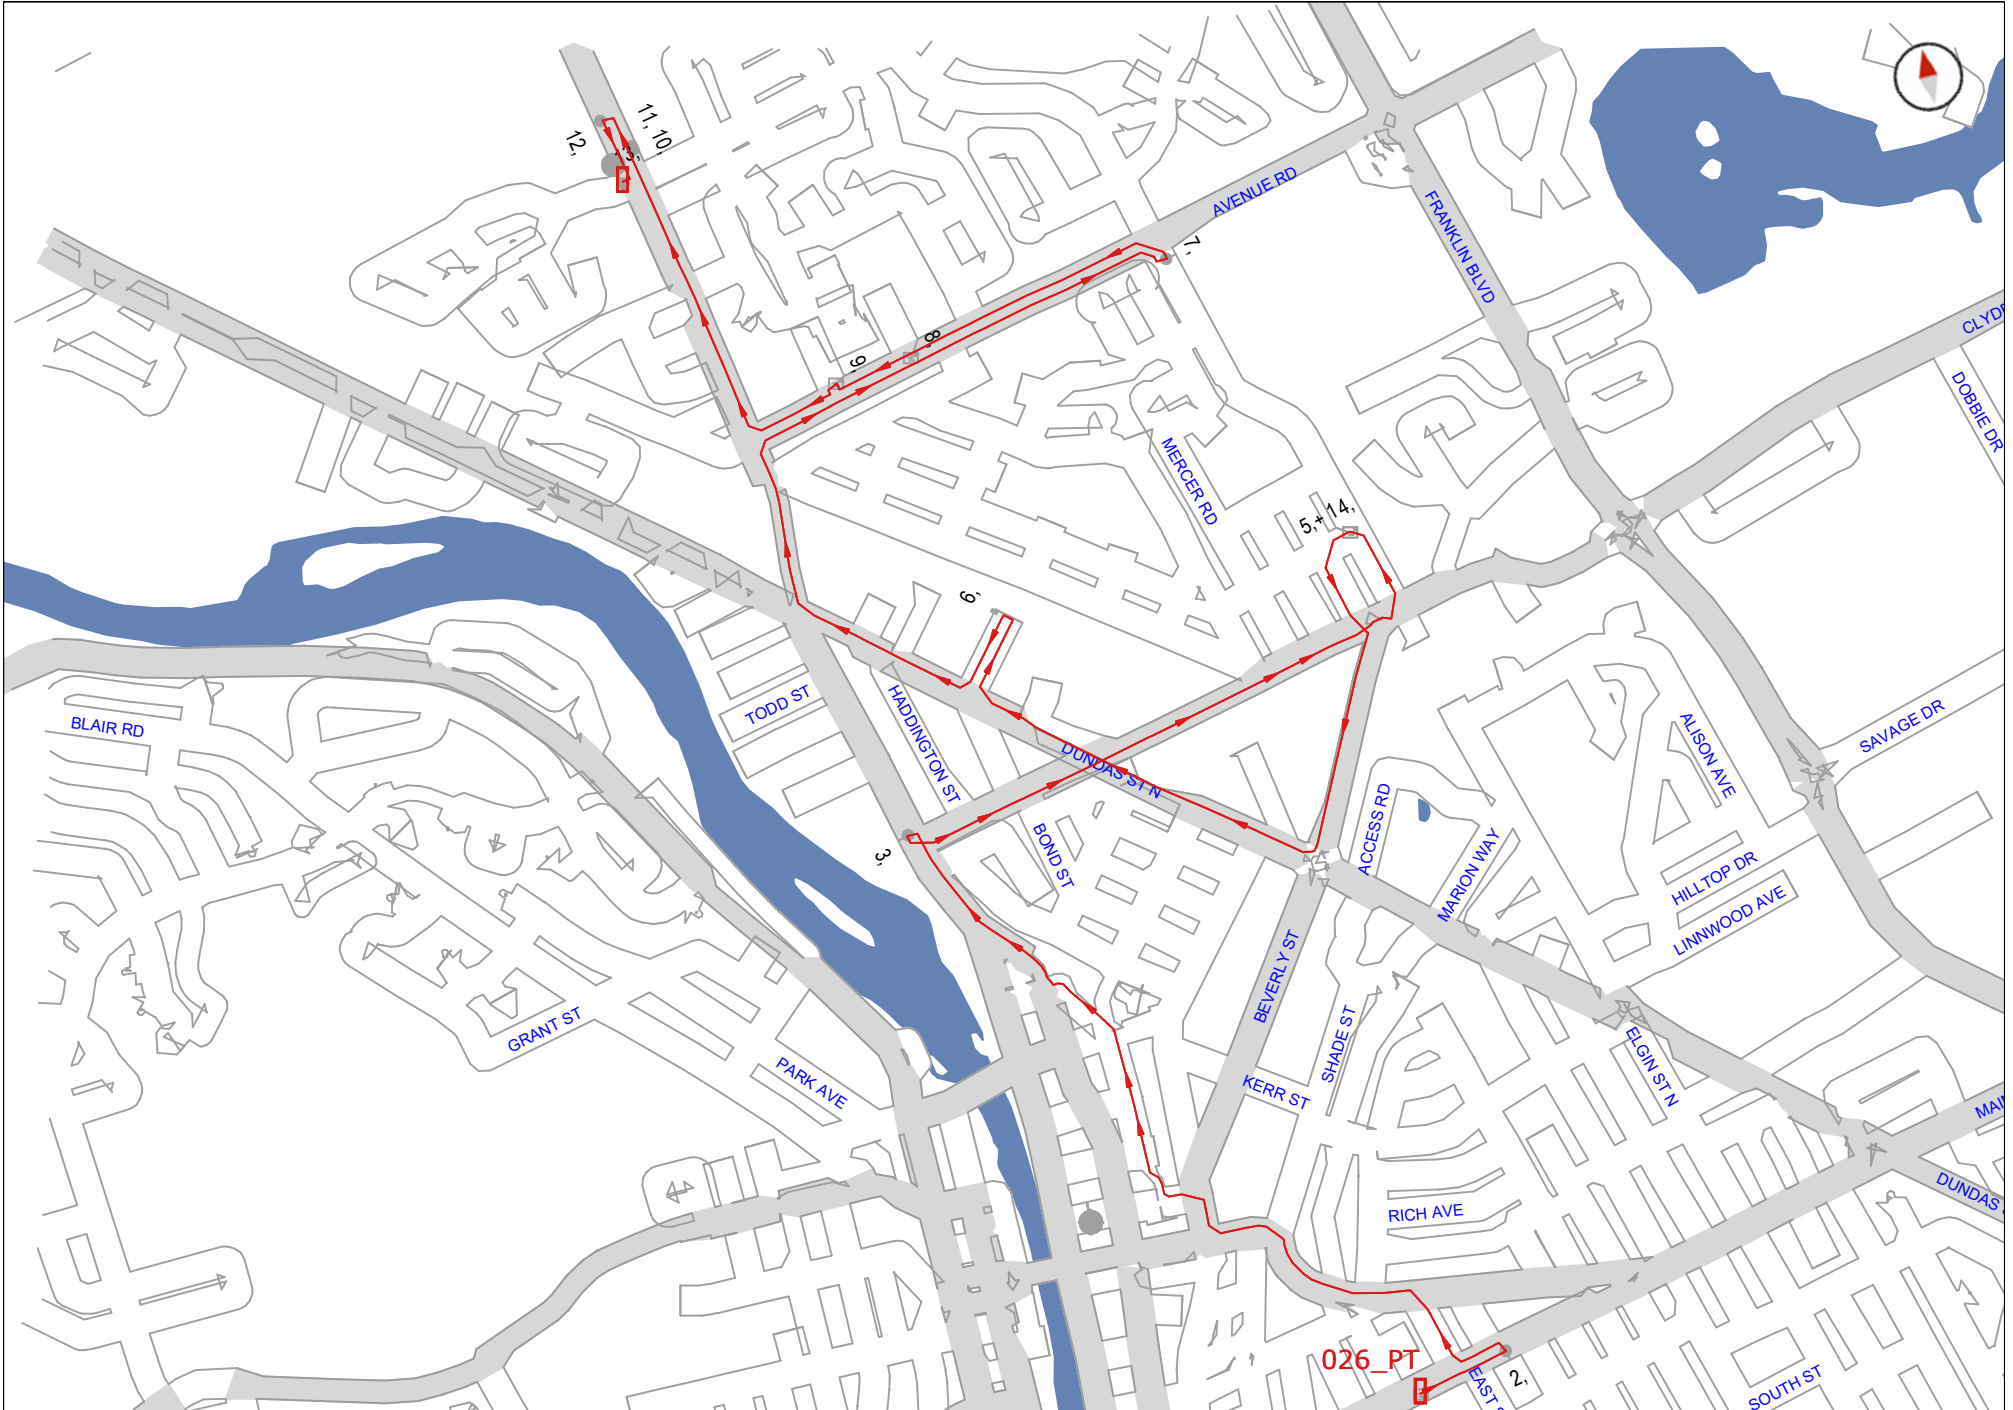 11, 10,
12,
13,
AVENUE RD
7,
FRANKLIN BLVD
CLYDE
8,
9,
DOBBIE DR
MERCER RD
5,+ 14,
6,
TODD ST
HADDINGTON ST
BLAIR RD
DUNDAS ST N
SAVAGE DR
ALISON AVE
ACCESS RD
BOND ST
3,
MARION WAY
HILLTOP DR
LINNWOOD AVE
BEVERLY ST
GRANT ST
SHADE ST
ELGIN ST N
PARK AVE
KERR ST
MAIN
DUNDAS
RICH AVE
026_PT
2,
EAST
SOUTH ST